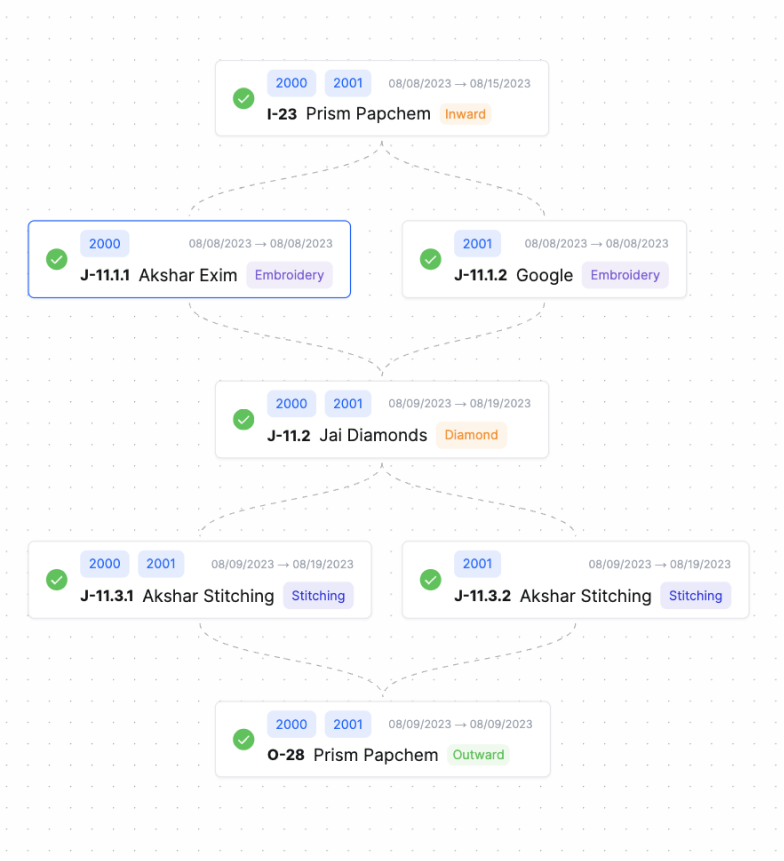 2000 2001 08/08/2023 → 08/15/2023
I-23 Prism Papchem Inward
2000 08/08/2023 → 08/08/2023
J-11.1.1 Akshar Exim Embroidery
2001 08/08/2023 → 08/08/2023
J-11.1.2 Google Embroidery
2000 2001 08/09/2023 → 08/19/2023
J-11.2 Jai Diamonds Diamond
2000 2001 08/09/2023 → 08/19/2023
J-11.3.1 Akshar Stitching Stitching
2001 08/09/2023 → 08/19/2023
J-11.3.2 Akshar Stitching Stitching
2000 2001 08/09/2023 → 08/09/2023
O-28 Prism Papchem Outward